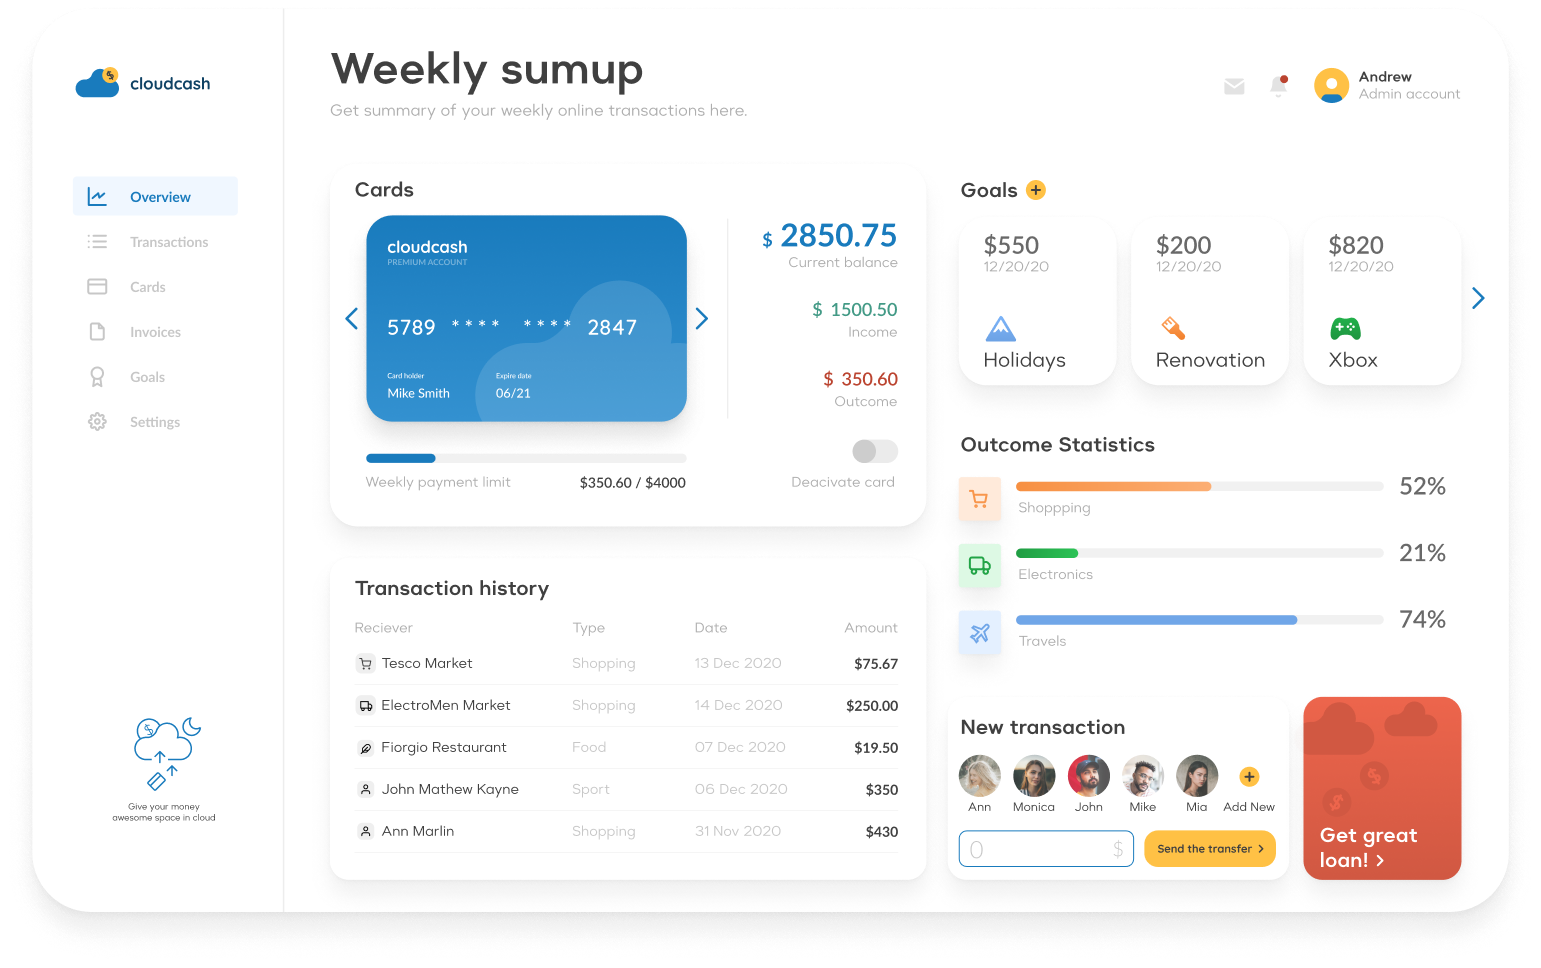 cloudcash
Overview
Transactions
Cards
Invoices
Goals
Settings
Give your money
awesome space in cloud
Weekly sumup
Get summary of your weekly online transactions here.
Andrew
Admin account
Cards
cloudcash
PREMIUM ACCOUNT
5789 **** **** 2847
Card holder Expire date
Mike Smith 06/21
$ 2850.75
Current balance
$ 1500.50
Income
$ 350.60
Outcome
Weekly payment limit $350.60 / $4000
Deacivate card
Transaction history
Reciever Type Date Amount
Tesco Market Shopping 13 Dec 2020 $75.67
ElectroMen Market Shopping 14 Dec 2020 $250.00
Fiorgio Restaurant Food 07 Dec 2020 $19.50
John Mathew Kayne Sport 06 Dec 2020 $350
Ann Marlin Shopping 31 Nov 2020 $430
Goals +
$550
12/20/20
Holidays
$200
12/20/20
Renovation
$820
12/20/20
Xbox
Outcome Statistics
52%
Shoppping
21%
Electronics
74%
Travels
New transaction
Ann Monica John Mike Mia Add New
0 $
Send the transfer >
Get great
loan! >